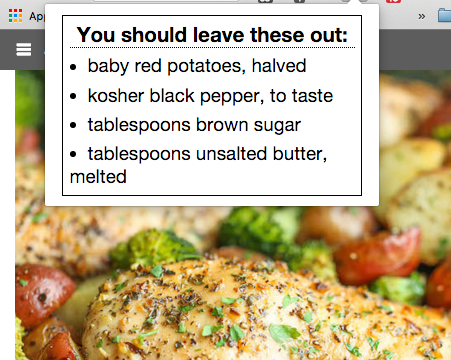 App
»
You should leave these out:
• baby red potatoes, halved
• kosher black pepper, to taste
• tablespoons brown sugar
• tablespoons unsalted butter,
melted